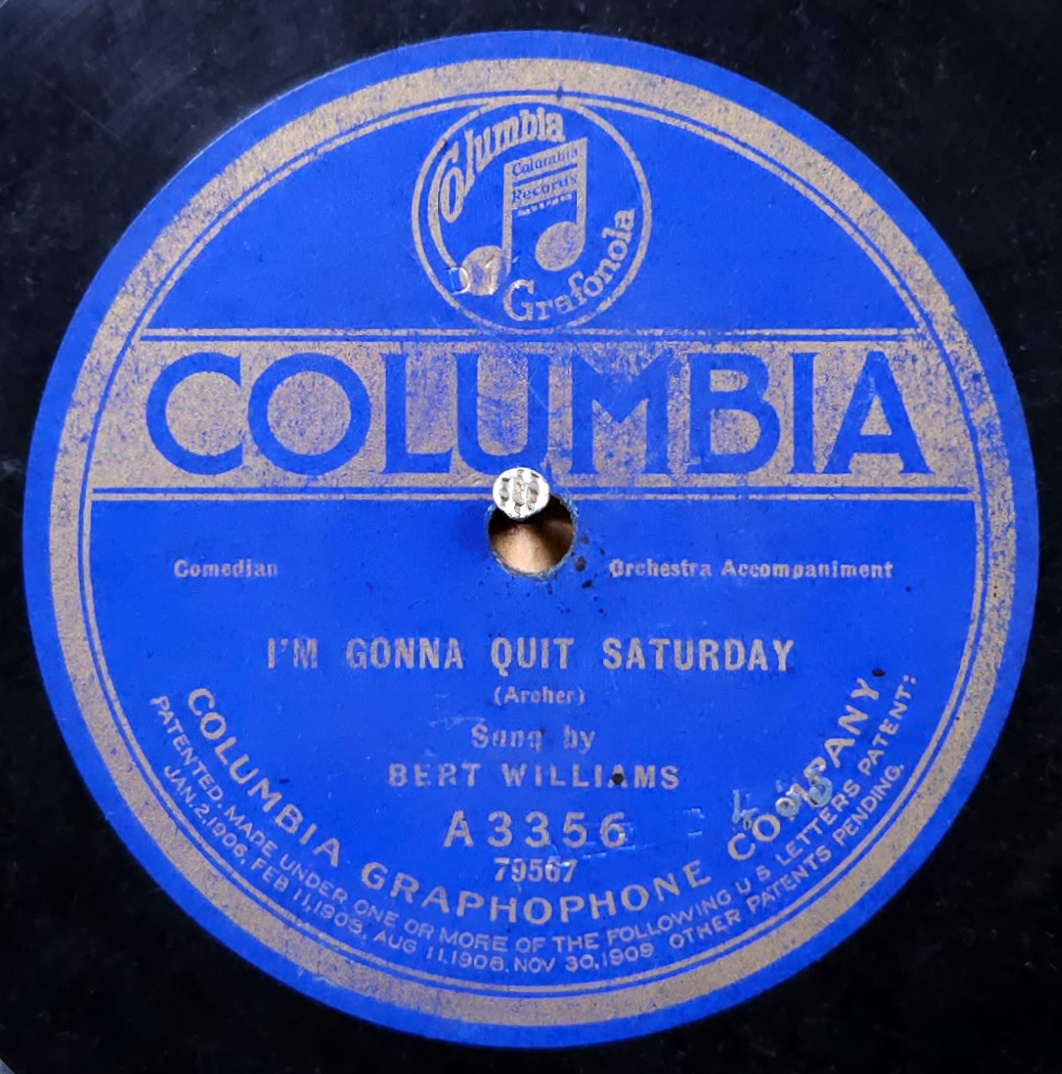 Columbia
Columbia
Records
Grafonola
COLUMBIA
Comedian
Orchestra Accompaniment
I'M GONNA QUIT SATURDAY
(Archer)
Sung by
BERT WILLIAMS
A3356
79567
COLUMBIA GRAPHOPHONE COMPANY
PATENTED. MADE UNDER ONE OR MORE OF THE FOLLOWING U.S. LETTERS PATENT:
JAN. 2, 1906, FEB 11, 1908, AUG 11, 1908, NOV 30, 1909 OTHER PATENTS PENDING.